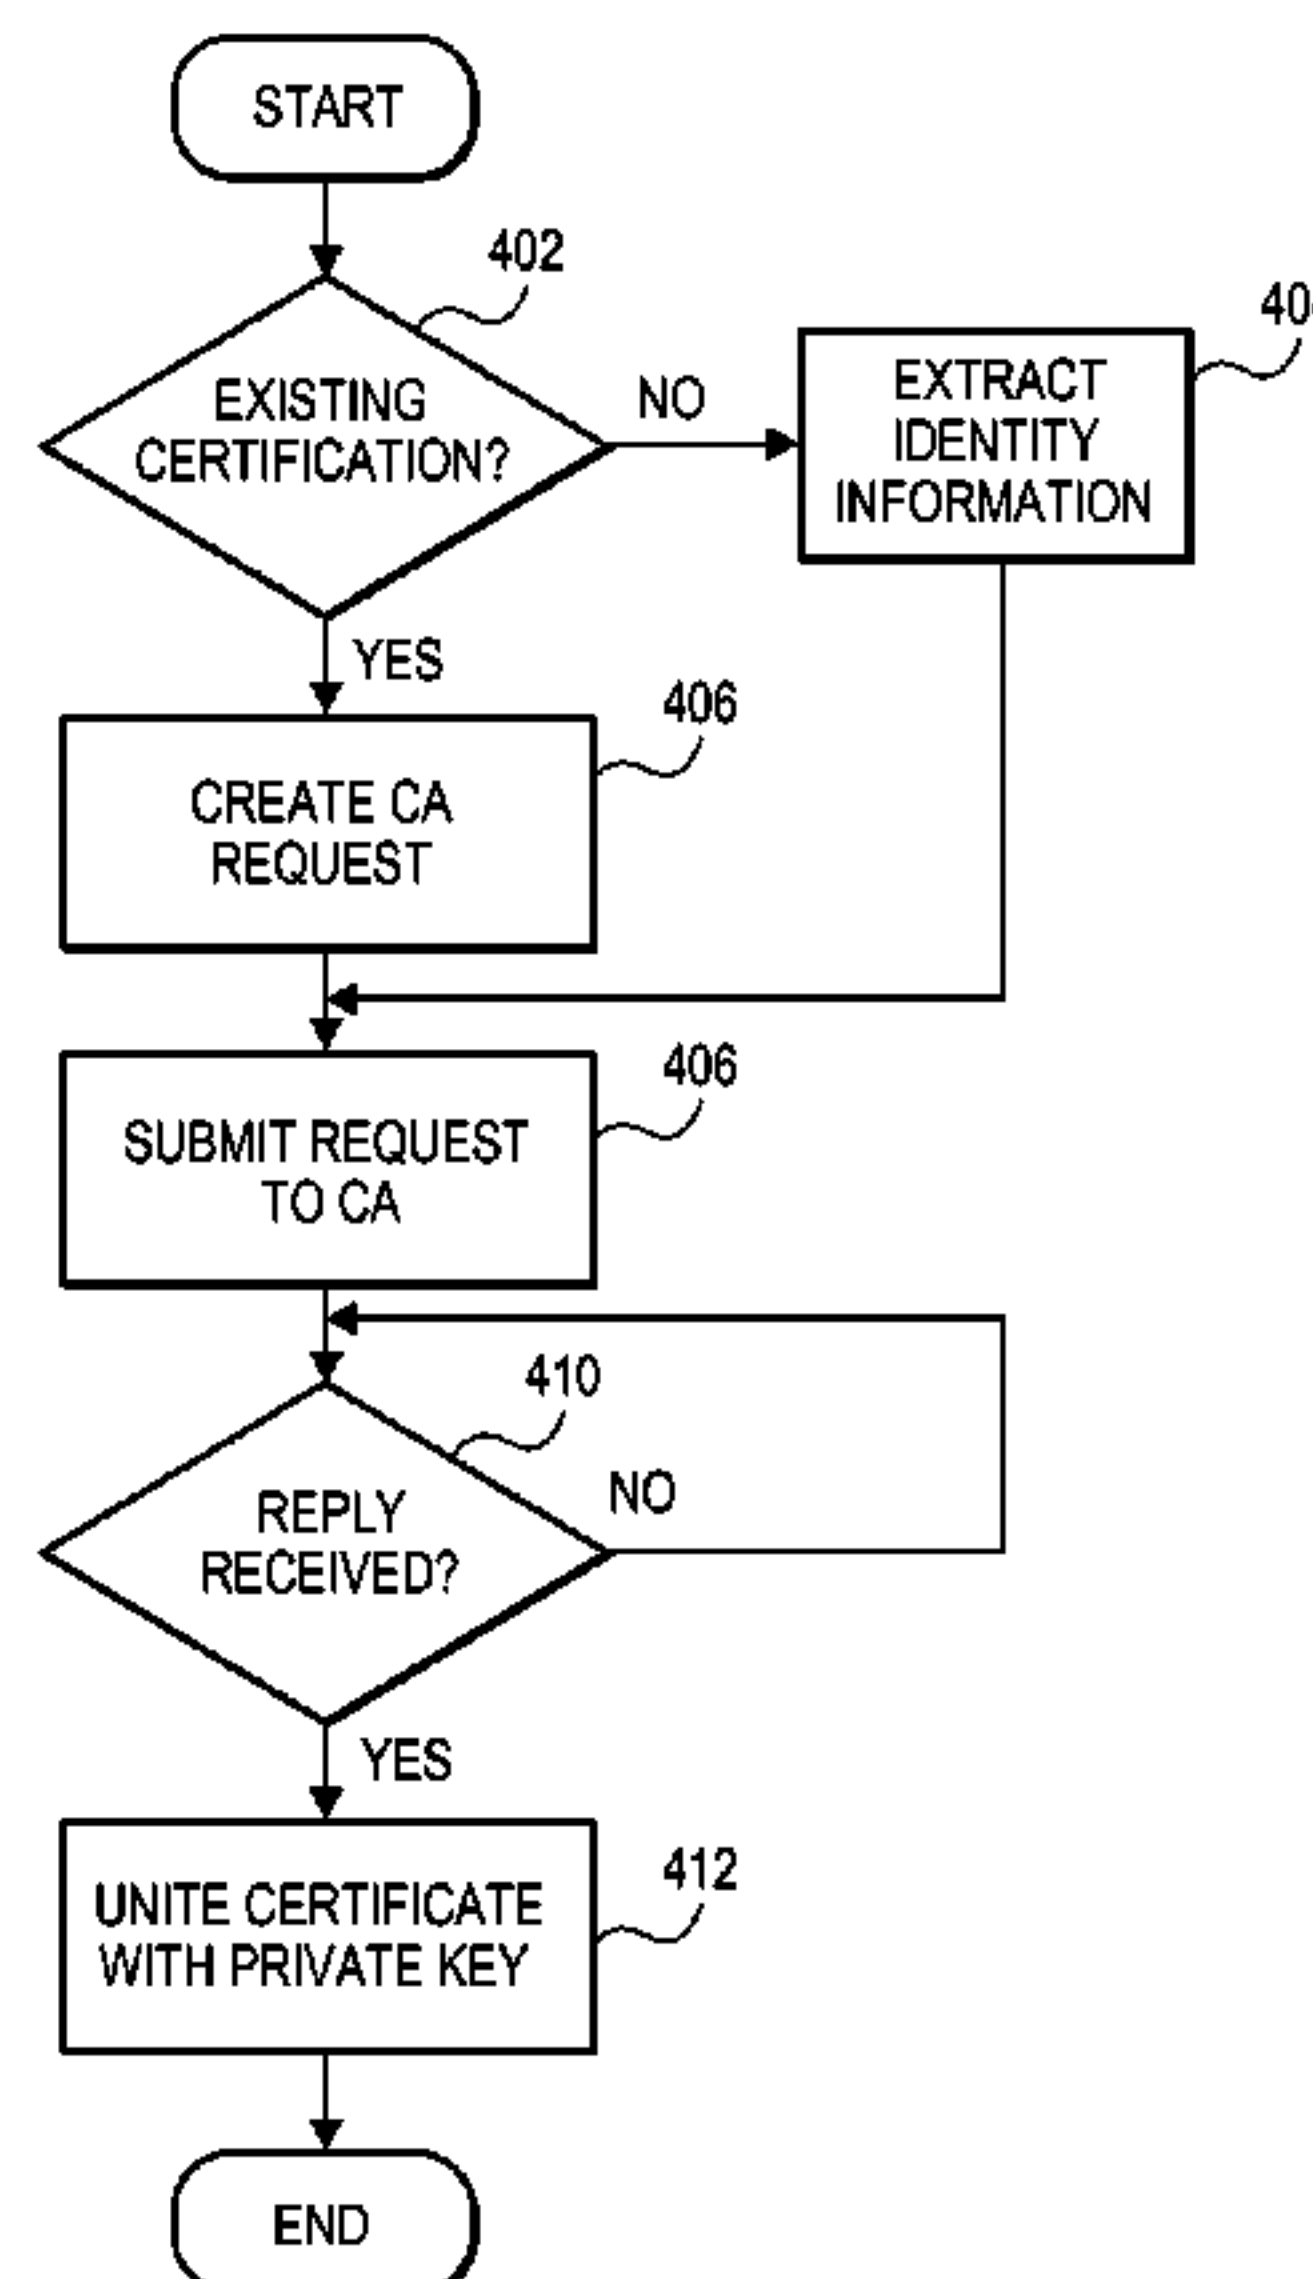 START
402
EXISTING
CERTIFICATION?
NO
EXTRACT
IDENTITY
INFORMATION
YES
406
CREATE CA
REQUEST
406
SUBMIT REQUEST
TO CA
410
REPLY
RECEIVED?
NO
YES
412
UNITE CERTIFICATE
WITH PRIVATE KEY
END